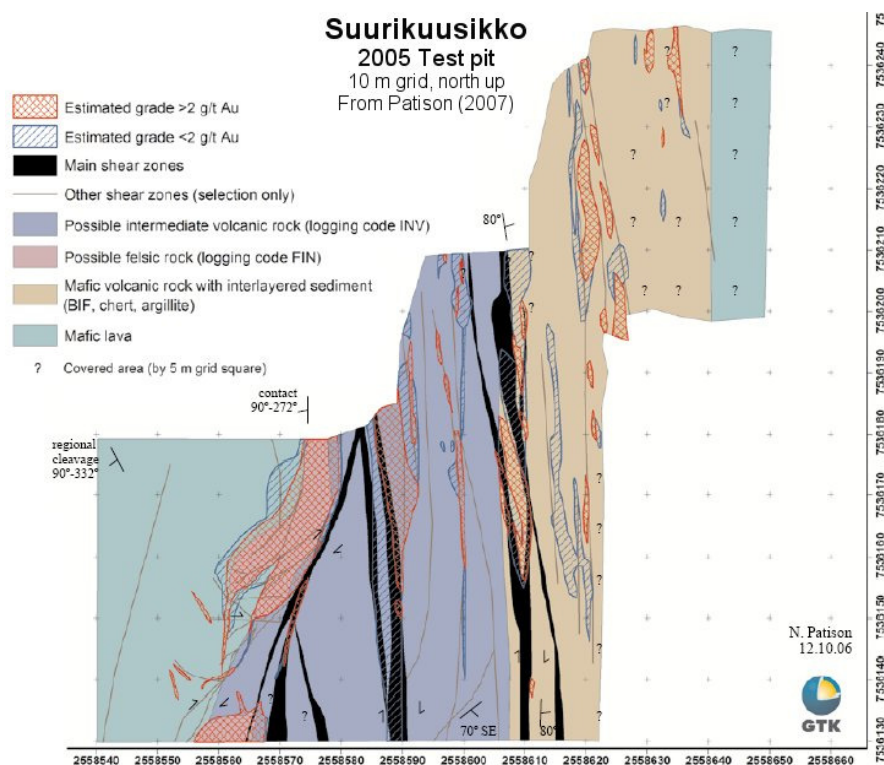 Suurikuusikko
2005 Test pit
10 m grid, north up
From Patison (2007)
Estimated grade >2 g/t Au
Estimated grade <2 g/t Au
Main shear zones
Other shear zones (selection only)
Possible intermediate volcanic rock (logging code INV)
Possible felsic rock (logging code FIN)
Mafic volcanic rock with interlayered sediment
(BIF, chert, argillite)
Mafic lava
? Covered area (by 5 m grid square)
80°
contact
90°-272°
regional
cleavage
90°-332°
70° SE
80°
N. Patison
12.10.06
GTK
7536240
7536230
7536220
7536210
7536200
7536190
7536180
7536170
7536160
7536150
7536140
7536130
2558540 2558550 2558560 2558570 2558580 2558590 2558600 2558610 2558620 2558630 2558640 2558650 2558660